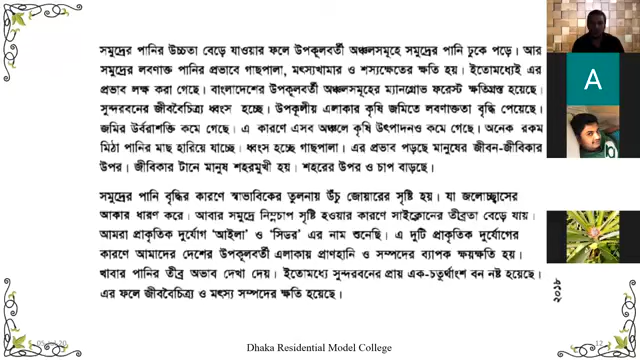 সমুদ্রের পানির উচ্চতা বেড়ে যাওয়ার ফলে উপকূলবর্তী অঞ্চলসমূহে সমুদ্রের পানি ঢুকে পড়ে। আর
সমুদ্রের লবণাক্ত পানির প্রভাবে গাছপালা, মৎস্যখামার ও শস্যক্ষেতের ক্ষতি হয়। ইতোমধ্যেই এর
প্রভাব লক্ষ করা গেছে। বাংলাদেশের উপকূলবর্তী অঞ্চলসমূহের ম্যানগ্রোভ ফরেস্ট ক্ষতিগ্রস্ত হয়েছে।
সুন্দরবনের জীববৈচিত্র্য ধ্বংস হচ্ছে। উপকূলীয় এলাকার কৃষি জমিতে লবণাক্ততা বৃদ্ধি পেয়েছে।
জমির উর্বরাশক্তি কমে গেছে। এ কারণে এসব অঞ্চলে কৃষি উৎপাদনও কমে গেছে। অনেক রকম
মিঠা পানির মাছ হারিয়ে যাচ্ছে। ধ্বংস হচ্ছে গাছপালা। এর প্রভাব পড়ছে মানুষের জীবন-জীবিকার
উপর। জীবিকার টানে মানুষ শহরমুখী হয়। শহরের উপর ও চাপ বাড়ছে।
সমুদ্রের পানি বৃদ্ধির কারণে স্বাভাবিকের তুলনায় উঁচু জোয়ারের সৃষ্টি হয়। যা জলোচ্ছ্বাসের
আকার ধারণ করে। আবার সমুদ্রে নিম্নচাপ সৃষ্টি হওয়ার কারণে সাইক্লোনের তীব্রতা বেড়ে যায়।
আমরা প্রাকৃতিক দুর্যোগ ‘আইলা’ ও ‘সিডর’ এর নাম শুনেছি। এ দুটি প্রাকৃতিক দুর্যোগের
কারণে আমাদের দেশের উপকূলবর্তী এলাকায় প্রাণহানি ও সম্পদের ব্যাপক ক্ষয়ক্ষতি হয়।
খাবার পানির তীব্র অভাব দেখা দেয়। ইতোমধ্যে সুন্দরবনের প্রায় এক-চতুর্থাংশ বন নষ্ট হয়েছে।
এর ফলে জীববৈচিত্র্য ও মৎস্য সম্পদের ক্ষতি হয়েছে।
২০১৮
A
Dhaka Residential Model College
12